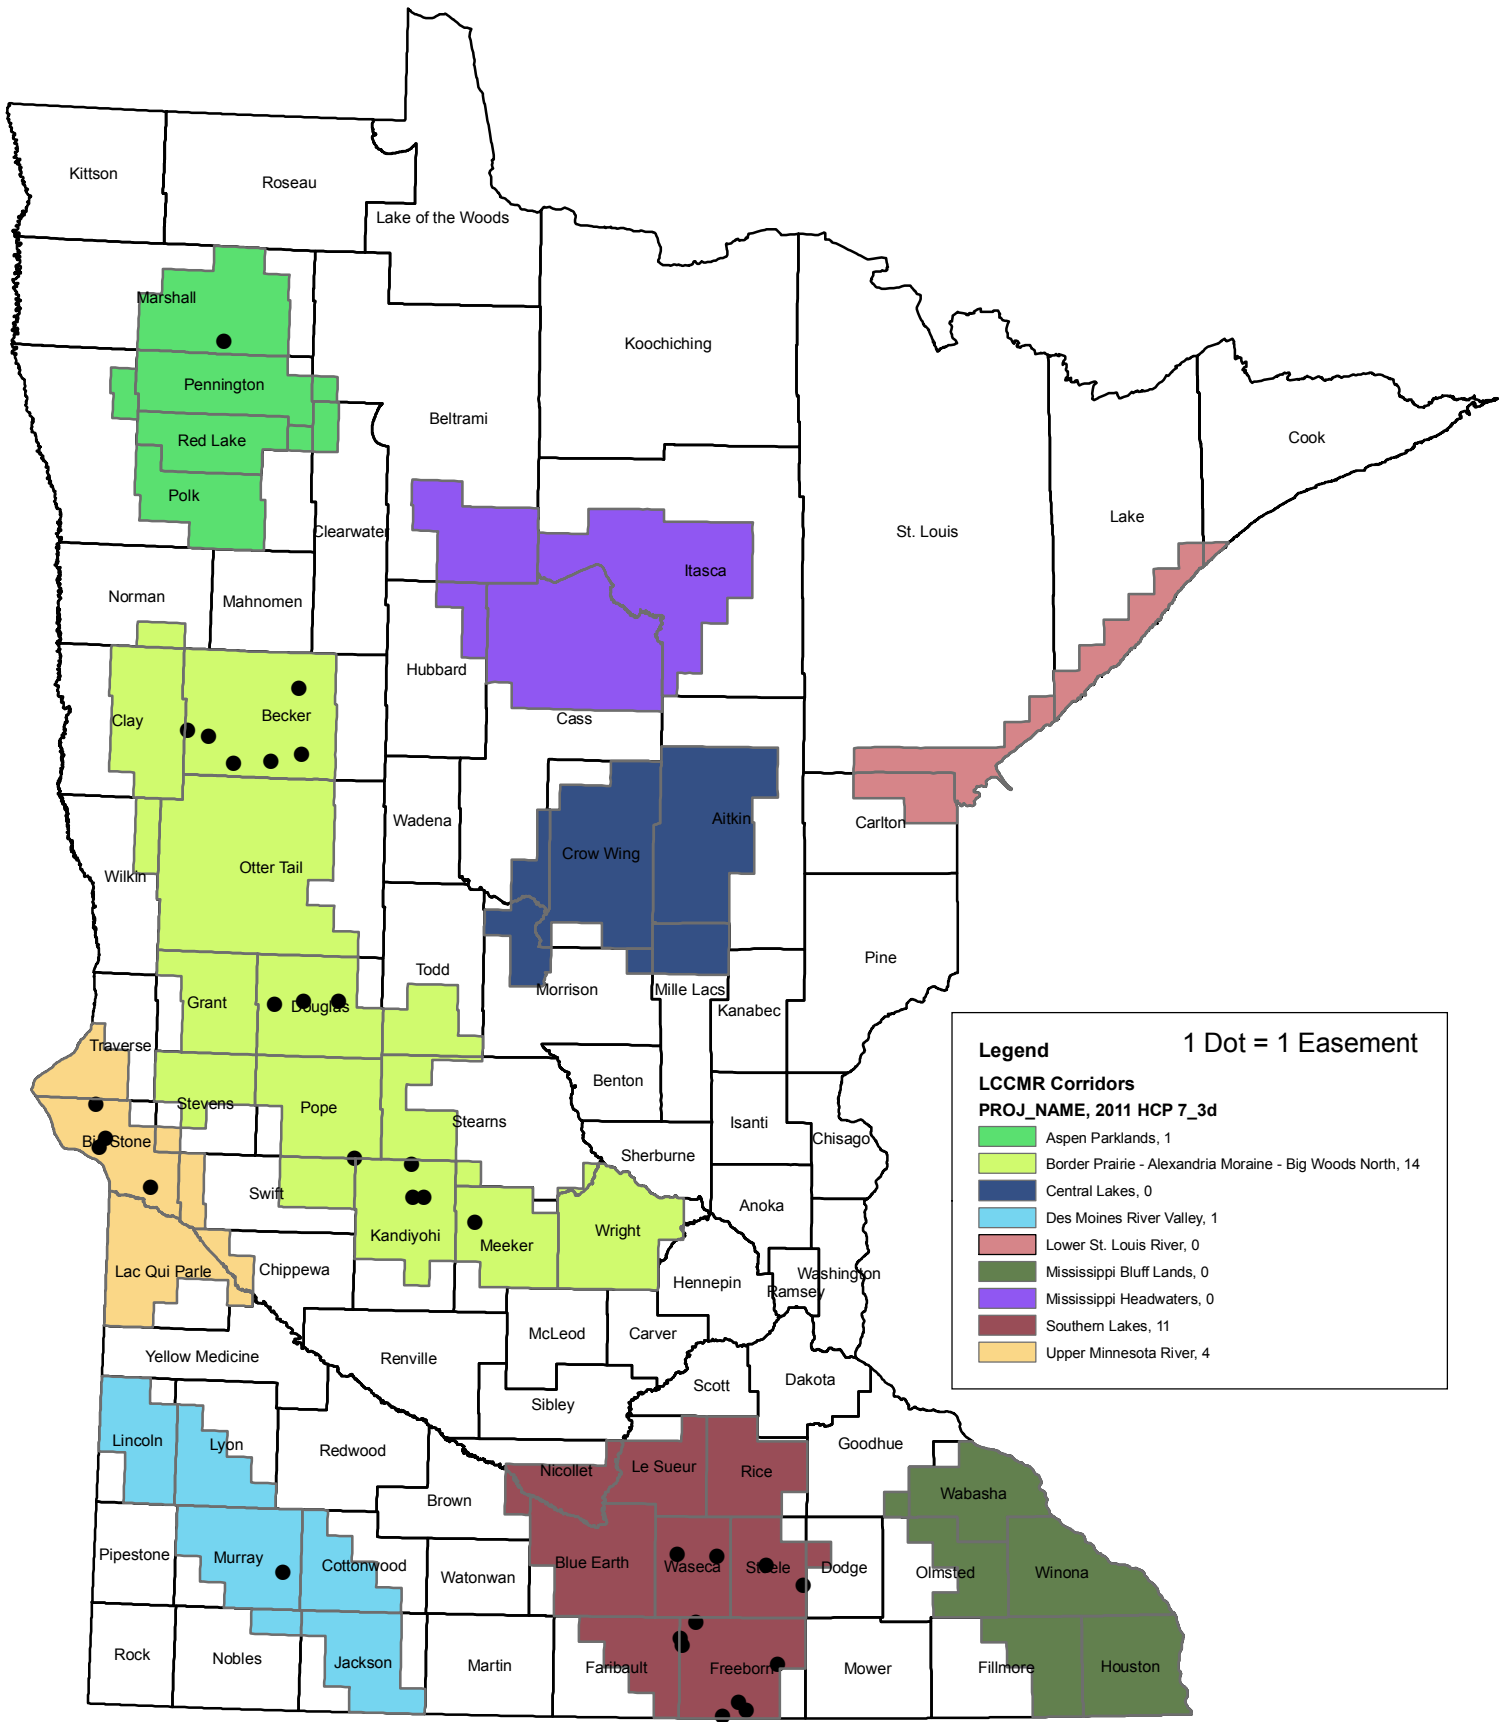 Kittson
Roseau
Lake of the Woods
Marshall
Koochiching
Pennington
Beltrami
Red Lake
Cook
Polk
Clearwater
St. Louis
Lake
Itasca
Norman
Mahnomen
Hubbard
Clay
Becker
Cass
Wadena
Aitkin
Carlton
Crow Wing
Otter Tail
Wilkin
Pine
Todd
Grant
Douglas
Morrison
Mille Lacs
Kanabec
Traverse
Benton
Stevens
Pope
Stearns
Isanti
Chisago
Big Stone
Sherburne
Swift
Anoka
Kandiyohi
Meeker
Wright
Lac Qui Parle
Chippewa
Hennepin
Washington
Ramsey
McLeod
Carver
Yellow Medicine
Renville
Scott
Dakota
Sibley
Lincoln
Lyon
Redwood
Goodhue
Nicollet
Le Sueur
Rice
Brown
Wabasha
Pipestone
Murray
Cottonwood
Watonwan
Blue Earth
Waseca
Steele
Dodge
Olmsted
Winona
Rock
Nobles
Jackson
Martin
Faribault
Freeborn
Mower
Fillmore
Houston
1 Dot = 1 Easement
Legend
LCCMR Corridors
PROJ_NAME, 2011 HCP 7_3d
Aspen Parklands, 1
Border Prairie - Alexandria Moraine - Big Woods North, 14
Central Lakes, 0
Des Moines River Valley, 1
Lower St. Louis River, 0
Mississippi Bluff Lands, 0
Mississippi Headwaters, 0
Southern Lakes, 11
Upper Minnesota River, 4